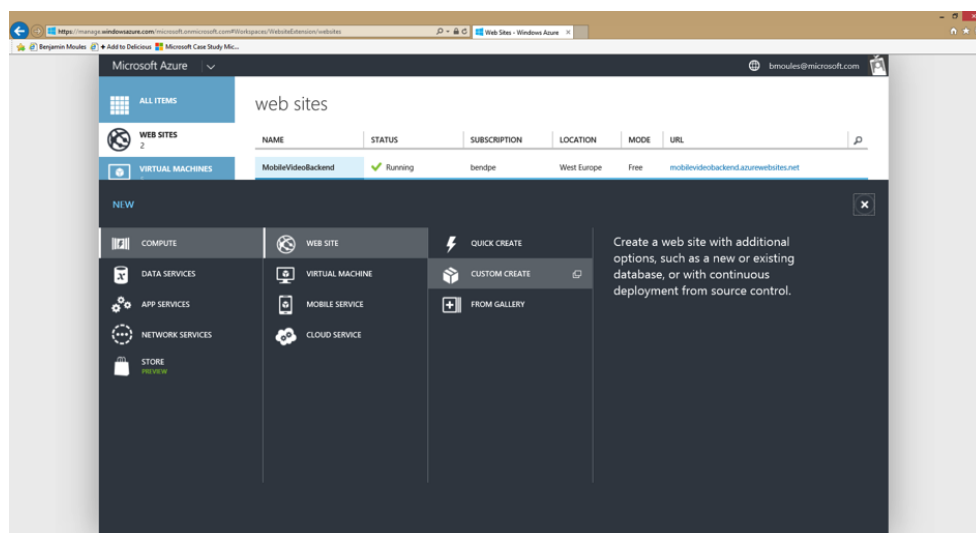 https://manage.windowsazure.com/microsoft.onmicrosoft.com#Workspaces/WebsiteExtension/websites
Web Sites - Windows Azure
Benjamin Moules
Add to Delicious
Microsoft Case Study Mic...
Microsoft Azure
bmoules@microsoft.com
ALL ITEMS
WEB SITES
2
VIRTUAL MACHINES
web sites
NAME STATUS SUBSCRIPTION LOCATION MODE URL
MobileVideoBackend Running bendpe West Europe Free mobilevideobackend.azurewebsites.net
NEW
COMPUTE
DATA SERVICES
APP SERVICES
NETWORK SERVICES
STORE
PREVIEW
WEB SITE
VIRTUAL MACHINE
MOBILE SERVICE
CLOUD SERVICE
QUICK CREATE
CUSTOM CREATE
FROM GALLERY
Create a web site with additional
options, such as a new or existing
database, or with continuous
deployment from source control.